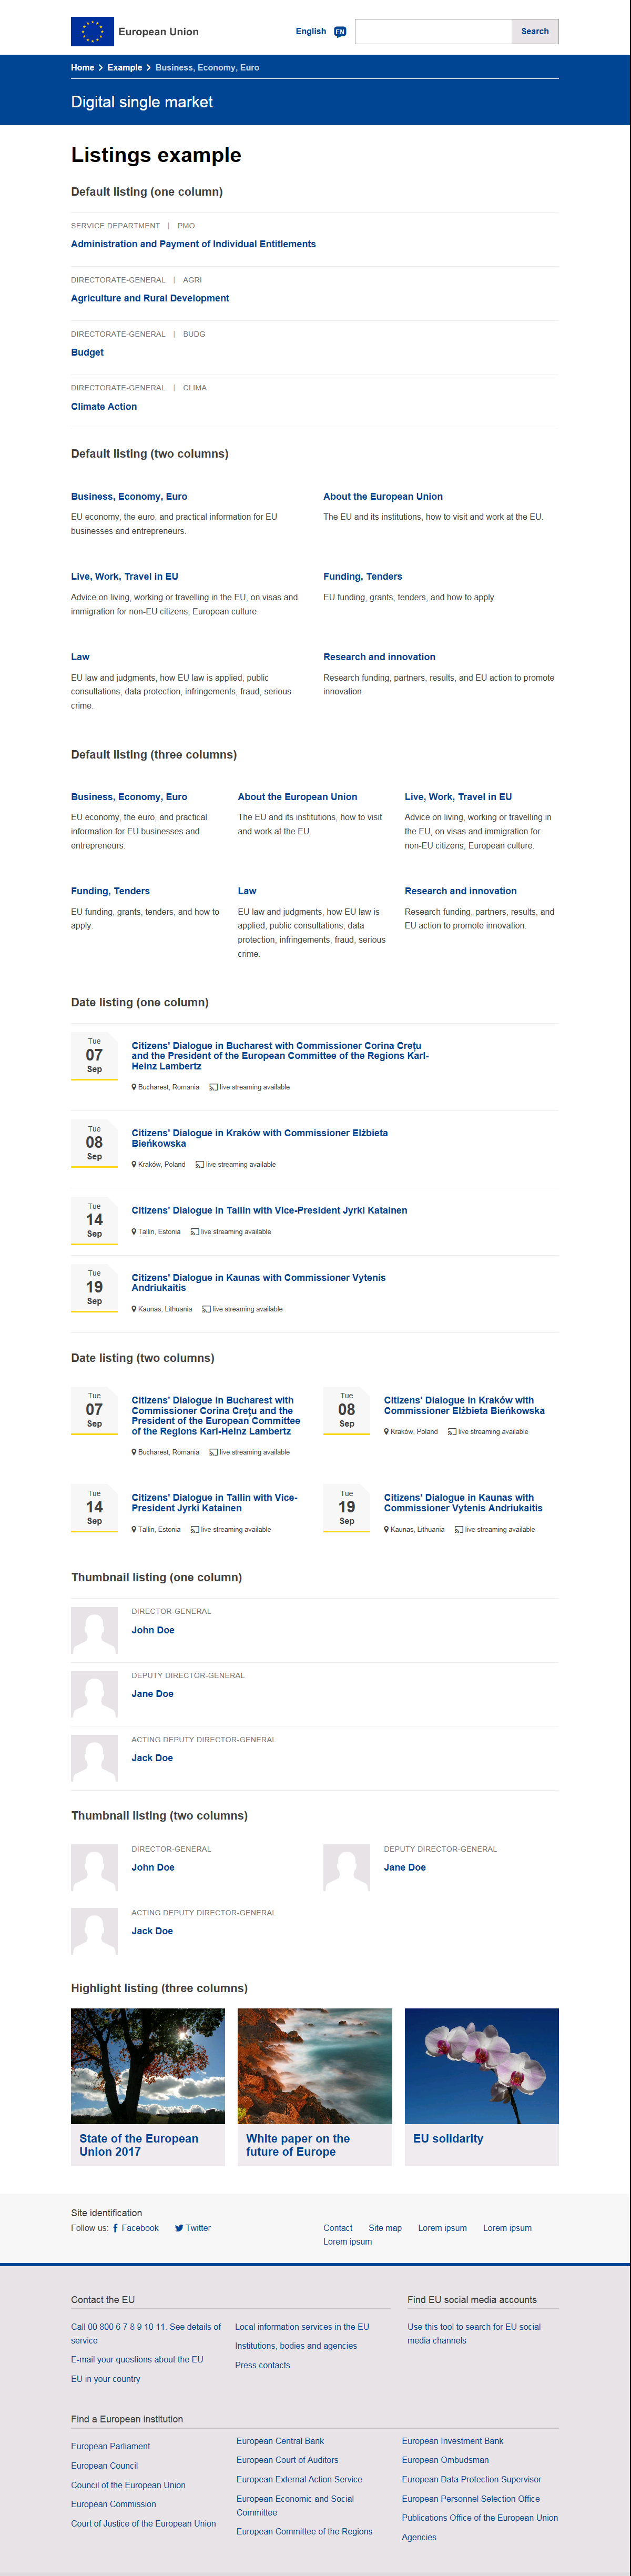 European Union
English EN Search
Home Example Business, Economy, Euro
Digital single market
Listings example
Default listing (one column)
SERVICE DEPARTMENT | PMO
Administration and Payment of Individual Entitlements
DIRECTORATE-GENERAL | AGRI
Agriculture and Rural Development
DIRECTORATE-GENERAL | BUDG
Budget
DIRECTORATE-GENERAL | CLIMA
Climate Action
Default listing (two columns)
Business, Economy, Euro
EU economy, the euro, and practical information for EU
businesses and entrepreneurs.
About the European Union
The EU and its institutions, how to visit and work at the EU.
Live, Work, Travel in EU
Advice on living, working or travelling in the EU, on visas and
immigration for non-EU citizens, European culture.
Funding, Tenders
EU funding, grants, tenders, and how to apply.
Law
EU law and judgments, how EU law is applied, public
consultations, data protection, infringements, fraud, serious
crime.
Research and innovation
Research funding, partners, results, and EU action to promote
innovation.
Default listing (three columns)
Business, Economy, Euro
EU economy, the euro, and practical
information for EU businesses and
entrepreneurs.
About the European Union
The EU and its institutions, how to visit
and work at the EU.
Live, Work, Travel in EU
Advice on living, working or travelling in
the EU, on visas and immigration for
non-EU citizens, European culture.
Funding, Tenders
EU funding, grants, tenders, and how to
apply.
Law
EU law and judgments, how EU law is
applied, public consultations, data
protection, infringements, fraud, serious
crime.
Research and innovation
Research funding, partners, results, and
EU action to promote innovation.
Date listing (one column)
Tue
07
Sep
Citizens' Dialogue in Bucharest with Commissioner Corina Crețu
and the President of the European Committee of the Regions Karl-
Heinz Lambertz
Bucharest, Romania live streaming available
Tue
08
Sep
Citizens' Dialogue in Kraków with Commissioner Elżbieta
Bieńkowska
Kraków, Poland live streaming available
Tue
14
Sep
Citizens' Dialogue in Tallin with Vice-President Jyrki Katainen
Tallin, Estonia live streaming available
Tue
19
Sep
Citizens' Dialogue in Kaunas with Commissioner Vytenis
Andriukaitis
Kaunas, Lithuania live streaming available
Date listing (two columns)
Tue
07
Sep
Citizens' Dialogue in Bucharest with
Commissioner Corina Crețu and the
President of the European Committee
of the Regions Karl-Heinz Lambertz
Bucharest, Romania live streaming available
Tue
08
Sep
Citizens' Dialogue in Kraków with
Commissioner Elżbieta Bieńkowska
Kraków, Poland live streaming available
Tue
14
Sep
Citizens' Dialogue in Tallin with Vice-
President Jyrki Katainen
Tallin, Estonia live streaming available
Tue
19
Sep
Citizens' Dialogue in Kaunas with
Commissioner Vytenis Andriukaitis
Kaunas, Lithuania live streaming available
Thumbnail listing (one column)
DIRECTOR-GENERAL
John Doe
DEPUTY DIRECTOR-GENERAL
Jane Doe
ACTING DEPUTY DIRECTOR-GENERAL
Jack Doe
Thumbnail listing (two columns)
DIRECTOR-GENERAL
John Doe
DEPUTY DIRECTOR-GENERAL
Jane Doe
ACTING DEPUTY DIRECTOR-GENERAL
Jack Doe
Highlight listing (three columns)
State of the European
Union 2017
White paper on the
future of Europe
EU solidarity
Site identification
Follow us: Facebook Twitter
Contact Site map Lorem ipsum Lorem ipsum
Lorem ipsum
Contact the EU
Call 00 800 6 7 8 9 10 11. See details of
service
E-mail your questions about the EU
EU in your country
Local information services in the EU
Institutions, bodies and agencies
Press contacts
Find EU social media accounts
Use this tool to search for EU social
media channels
Find a European institution
European Parliament
European Council
Council of the European Union
European Commission
Court of Justice of the European Union
European Central Bank
European Court of Auditors
European External Action Service
European Economic and Social
Committee
European Committee of the Regions
European Investment Bank
European Ombudsman
European Data Protection Supervisor
European Personnel Selection Office
Publications Office of the European Union
Agencies